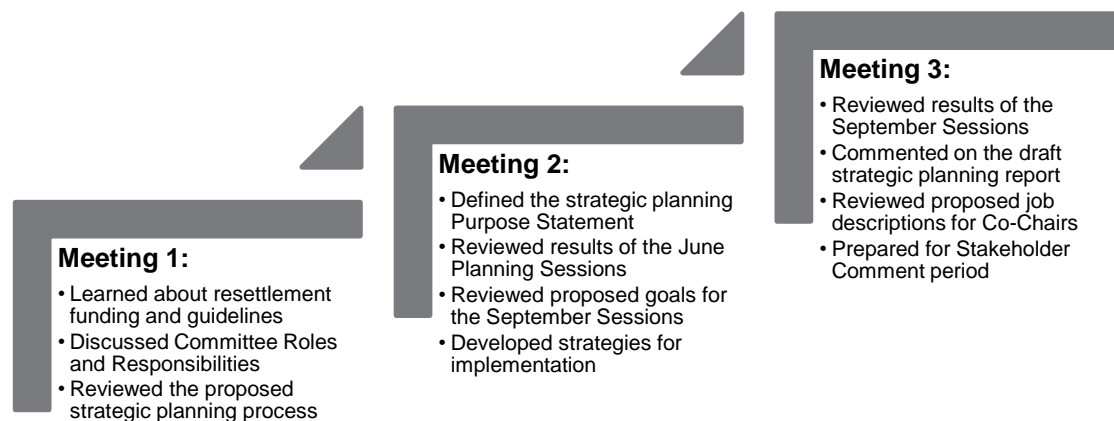 Meeting 1:
• Learned about resettlement
funding and guidelines
• Discussed Committee Roles
and Responsibilities
• Reviewed the proposed
strategic planning process
Meeting 2:
• Defined the strategic planning
Purpose Statement
• Reviewed results of the June
Planning Sessions
• Reviewed proposed goals for
the September Sessions
• Developed strategies for
implementation
Meeting 3:
• Reviewed results of the
September Sessions
• Commented on the draft
strategic planning report
• Reviewed proposed job
descriptions for Co-Chairs
• Prepared for Stakeholder
Comment period